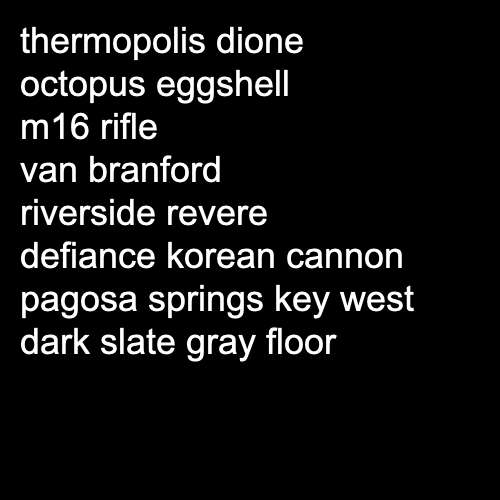 thermopolis dione
octopus eggshell
m16 rifle
van branford
riverside revere
defiance korean cannon
pagosa springs key west
dark slate gray floor